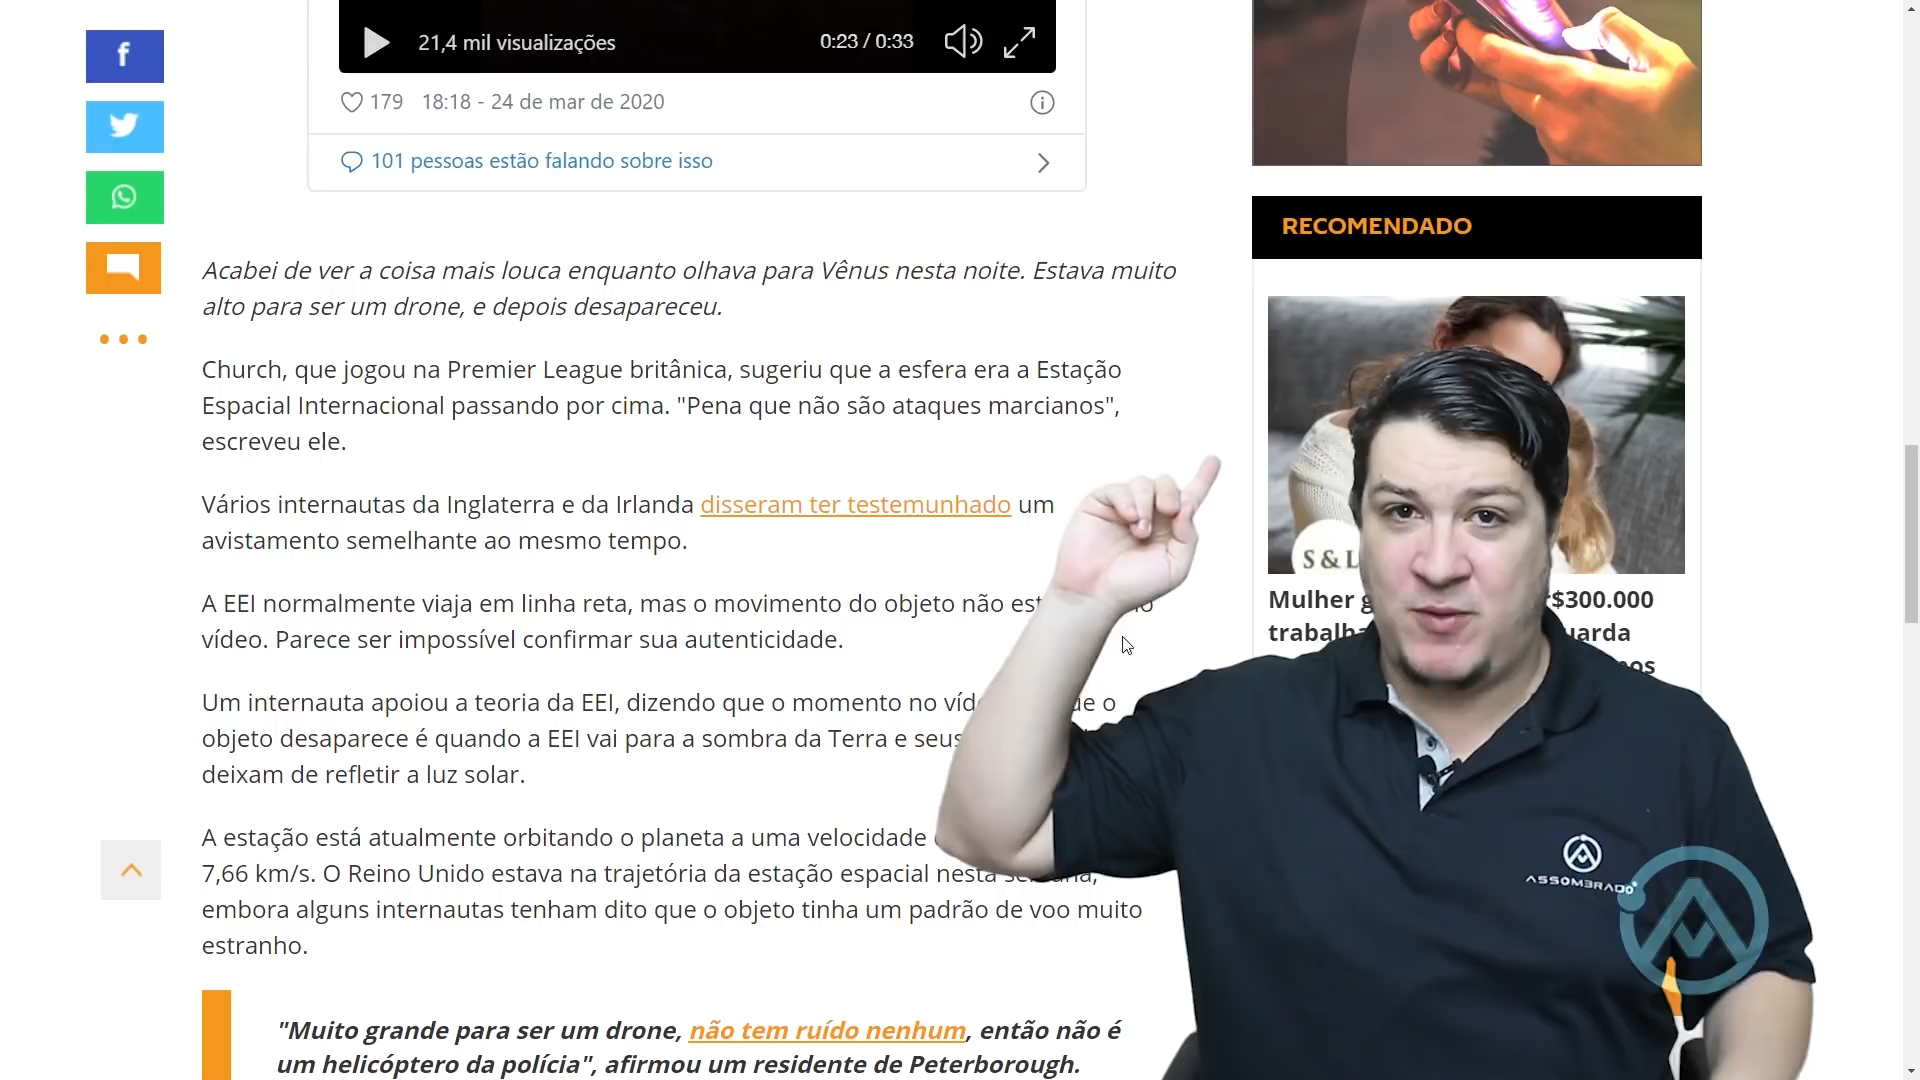 21,4 mil visualizações
0:23 / 0:33
179 18:18 - 24 de mar de 2020
101 pessoas estão falando sobre isso
Acabei de ver a coisa mais louca enquanto olhava para Vênus nesta noite. Estava muito
alto para ser um drone, e depois desapareceu.
Church, que jogou na Premier League britânica, sugeriu que a esfera era a Estação
Espacial Internacional passando por cima. "Pena que não são ataques marcianos",
escreveu ele.
Vários internautas da Inglaterra e da Irlanda disseram ter testemunhado um
avistamento semelhante ao mesmo tempo.
A EEI normalmente viaja em linha reta, mas o movimento do objeto não
vídeo. Parece ser impossível confirmar sua autenticidade.
Um internauta apoiou a teoria da EEI, dizendo que o momento no o
objeto desaparece é quando a EEI vai para a sombra da Terra e seus
deixam de refletir a luz solar.
A estação está atualmente orbitando o planeta a uma velocidade
7,66 km/s. O Reino Unido estava na trajetória da estação espacial nesta
embora alguns internautas tenham dito que o objeto tinha um padrão de voo muito
estranho.
"Muito grande para ser um drone, não tem ruído nenhum, então não é
um helicóptero da polícia", afirmou um residente de Peterborough.
RECOMENDADO
S & L
Mulher $300.000
ASSOMBRADO